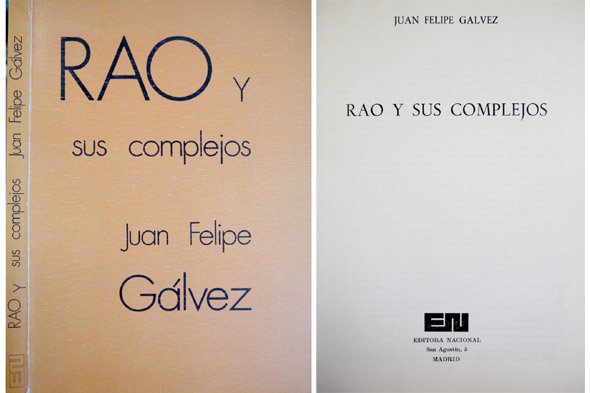 RAO Y sus complejos Juan Felipe Gálvez
RAO Y
sus complejos
Juan Felipe
Gálvez
JUAN FELIPE GALVEZ
RAO Y SUS COMPLEJOS
EN
EDITORA NACIONAL
San Agustín, 5
MADRID